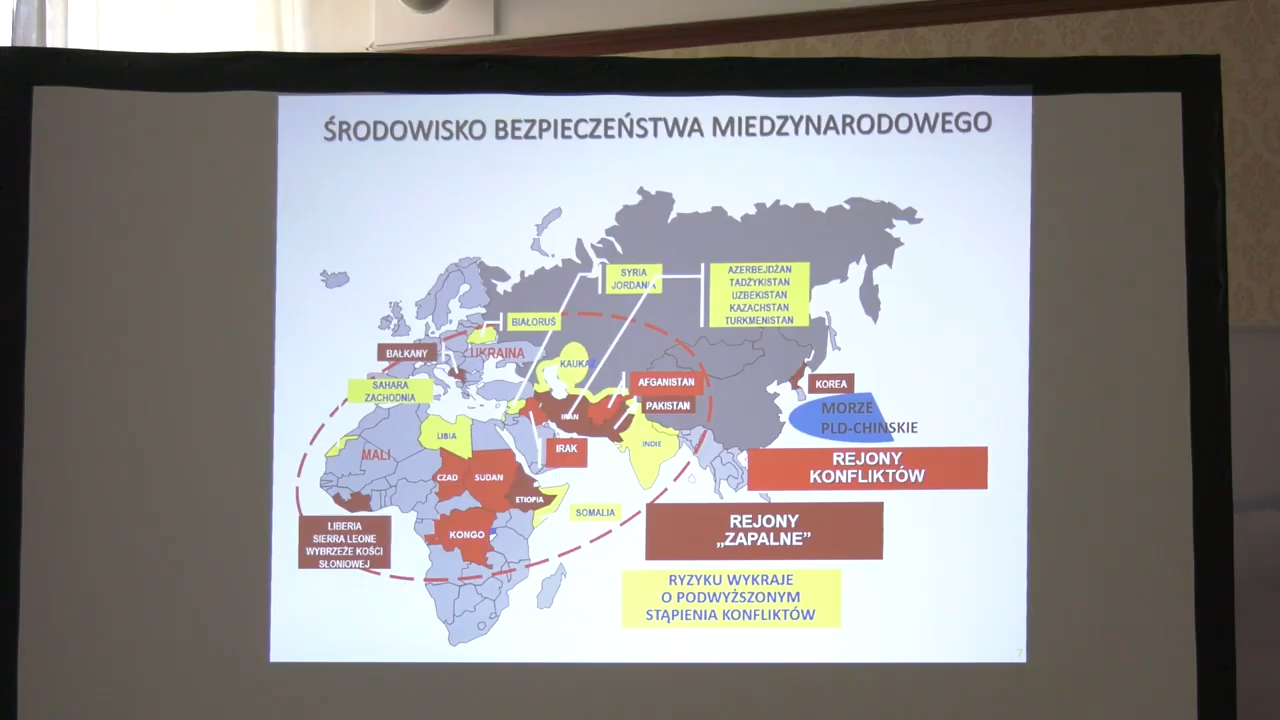 ŚRODOWISKO BEZPIECZEŃSTWA MIEDZYNARODOWEGO
SYRIA
JORDANIA
AZERBEJDŻAN
TADŻYKISTAN
UZBEKISTAN
KAZACHSTAN
TURKMENISTAN
BIAŁORUŚ
BAŁKANY
UKRAINA
KAUKAZ
SAHARA
ZACHODNIA
AFGANISTAN
KOREA
PAKISTAN
IRAN
MORZE
PŁD-CHIŃSKIE
LIBIA
INDIE
IRAK
MALI
REJONY
KONFLIKTÓW
CZAD
SUDAN
ETIOPIA
SOMALIA
REJONY
„ZAPALNE”
LIBERIA
SIERRA LEONE
WYBRZEŻE KOŚCI
SŁONIOWEJ
KONGO
RYZYKU WYKRAJE
O PODWYŻSZONYM
STĄPIENIA KONFLIKTÓW
7